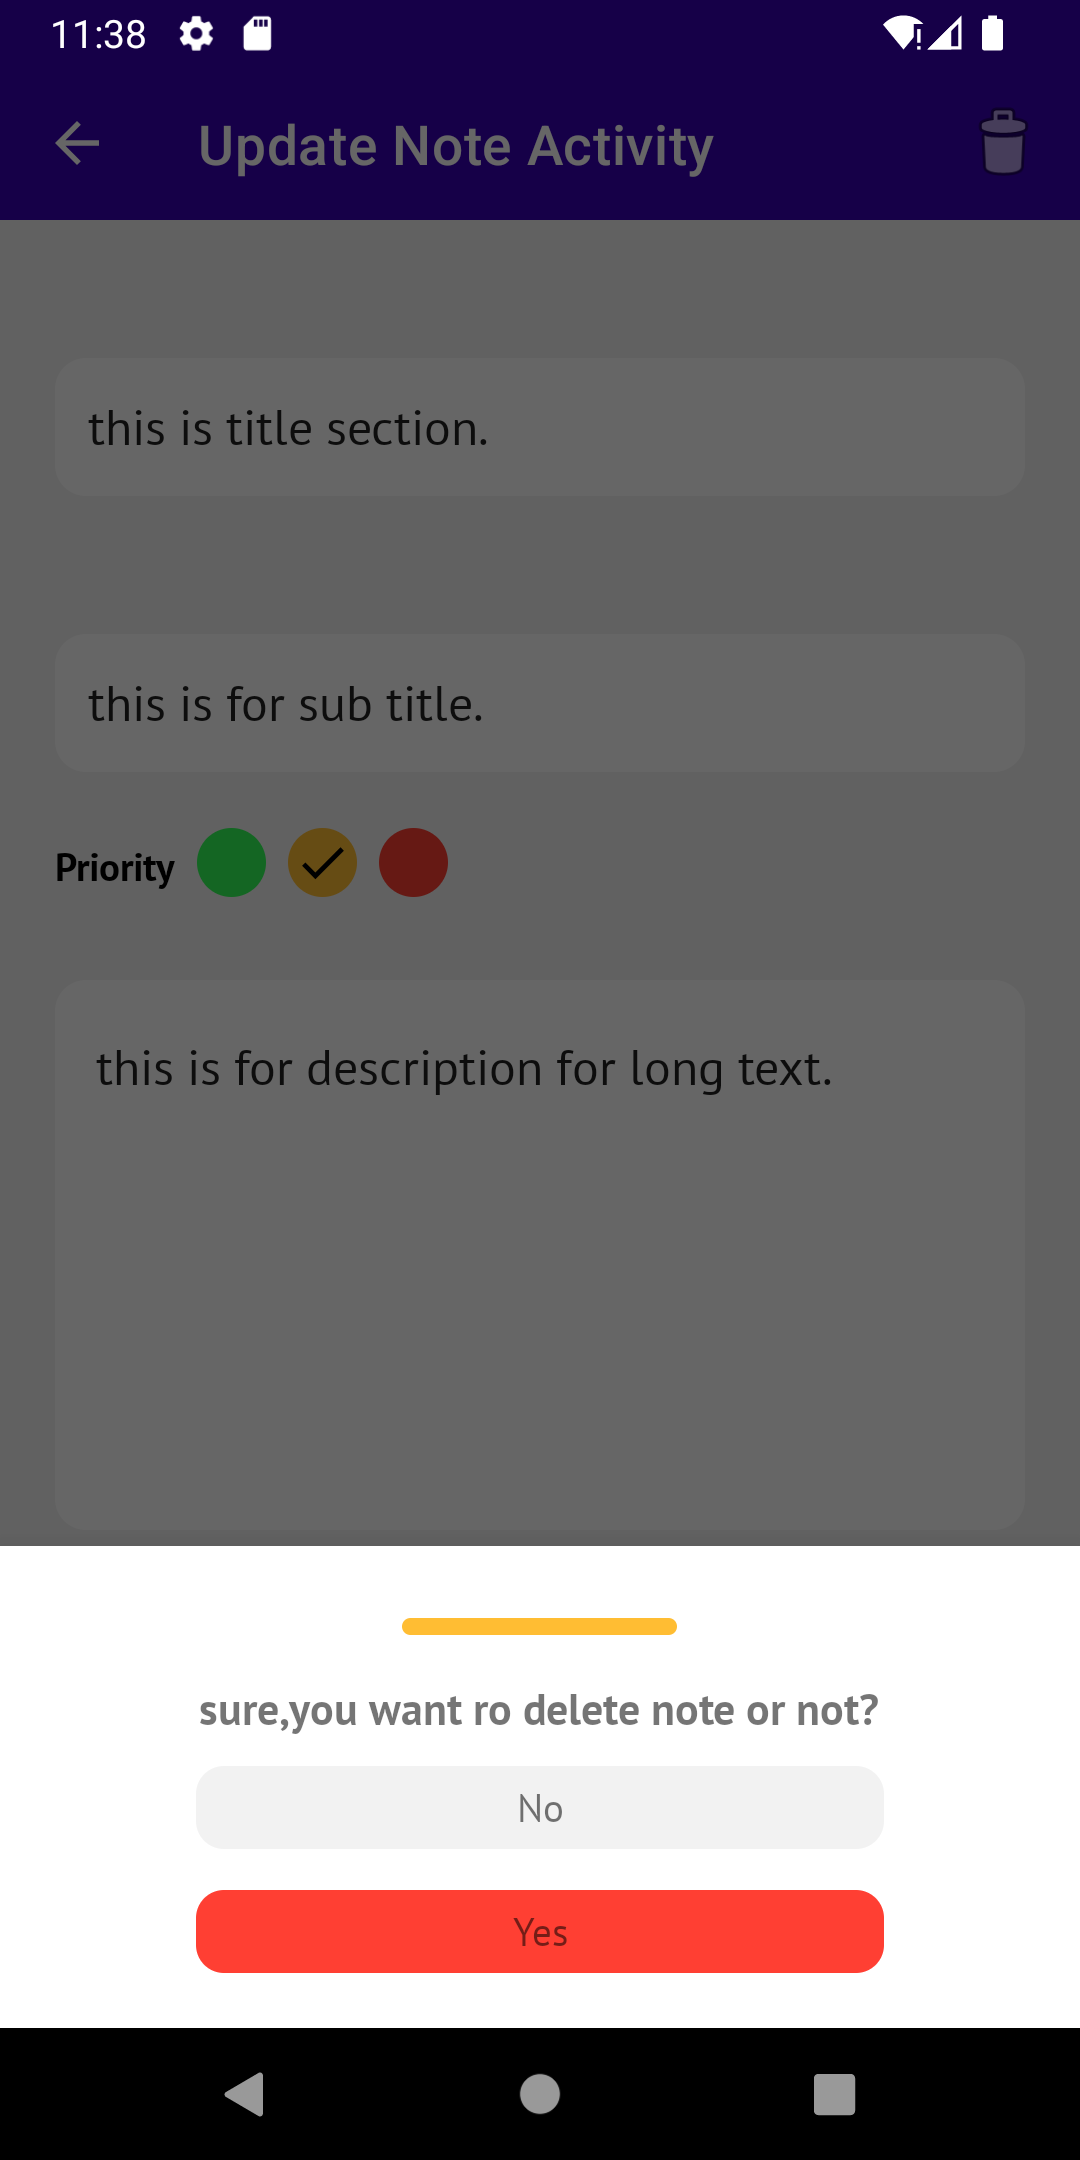 11:38
Update Note Activity
this is title section.
this is for sub title.
Priority
this is for description for long text.
sure,you want ro delete note or not?
No
Yes